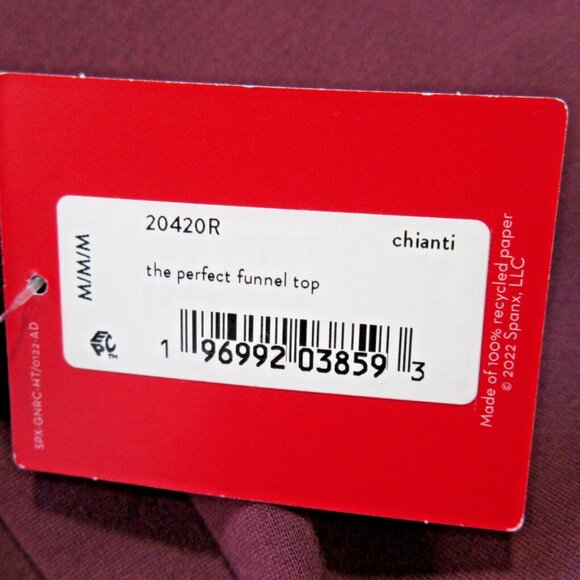 20420R
chianti
M/M/M
the perfect funnel top
EPC™
1 96992 03859 3
SPX-GNRC-HT/0122-AD
Made of 100% recycled paper
© 2022 Spanx, LLC